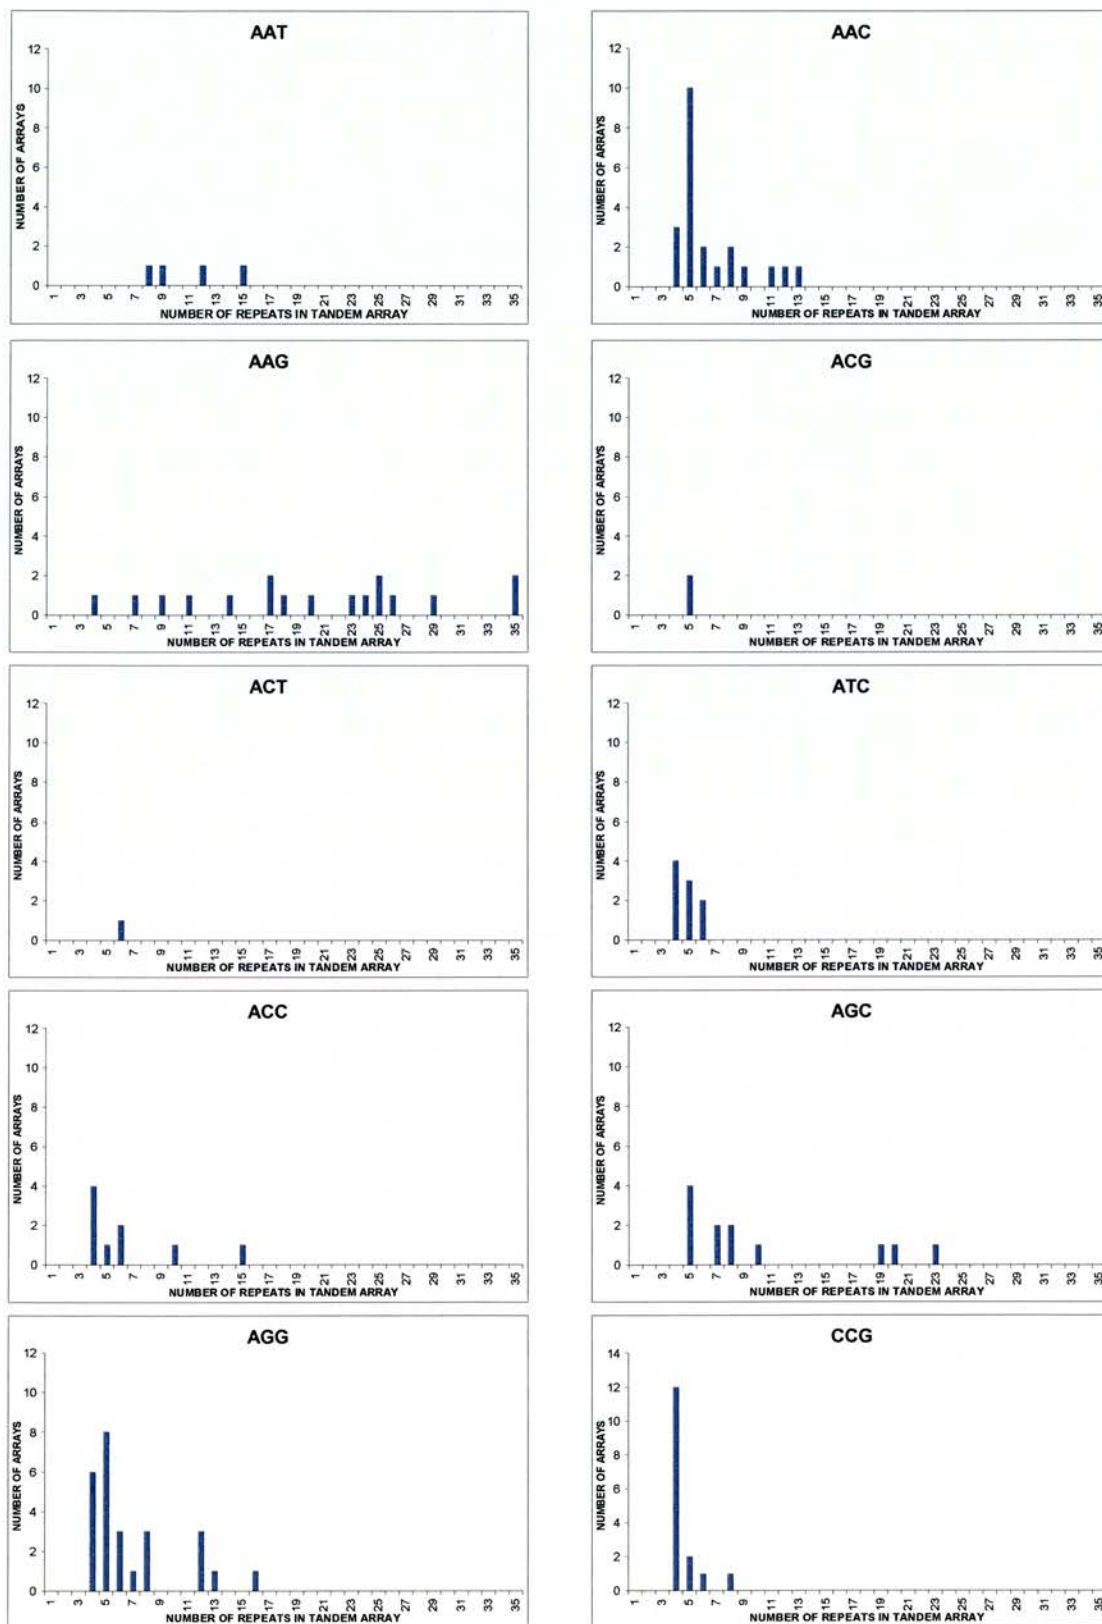 AAT
12
10
8
6
4
2
0
NUMBER OF ARRAYS
1 3 5 7 9 11 13 15 17 19 21 23 25 27 29 31 33 35
NUMBER OF REPEATS IN TANDEM ARRAY
AAC
12
10
8
6
4
2
0
NUMBER OF ARRAYS
1 3 5 7 9 11 13 15 17 19 21 23 25 27 29 31 33 35
NUMBER OF REPEATS IN TANDEM ARRAY
AAG
12
10
8
6
4
2
0
NUMBER OF ARRAYS
1 3 5 7 9 11 13 15 17 19 21 23 25 27 29 31 33 35
NUMBER OF REPEATS IN TANDEM ARRAY
ACG
12
10
8
6
4
2
0
NUMBER OF ARRAYS
1 3 5 7 9 11 13 15 17 19 21 23 25 27 29 31 33 35
NUMBER OF REPEATS IN TANDEM ARRAY
ACT
12
10
8
6
4
2
0
NUMBER OF ARRAYS
1 3 5 7 9 11 13 15 17 19 21 23 25 27 29 31 33 35
NUMBER OF REPEATS IN TANDEM ARRAY
ATC
12
10
8
6
4
2
0
NUMBER OF ARRAYS
1 3 5 7 9 11 13 15 17 19 21 23 25 27 29 31 33 35
NUMBER OF REPEATS IN TANDEM ARRAY
ACC
12
10
8
6
4
2
0
NUMBER OF ARRAYS
1 3 5 7 9 11 13 15 17 19 21 23 25 27 29 31 33 35
NUMBER OF REPEATS IN TANDEM ARRAY
AGC
12
10
8
6
4
2
0
NUMBER OF ARRAYS
1 3 5 7 9 11 13 15 17 19 21 23 25 27 29 31 33 35
NUMBER OF REPEATS IN TANDEM ARRAY
AGG
12
10
8
6
4
2
0
NUMBER OF ARRAYS
1 3 5 7 9 11 13 15 17 19 21 23 25 27 29 31 33 35
NUMBER OF REPEATS IN TANDEM ARRAY
CCG
14
12
10
8
6
4
2
0
NUMBER OF ARRAYS
1 3 5 7 9 11 13 15 17 19 21 23 25 27 29 31 33 35
NUMBER OF REPEATS IN TANDEM ARRAY